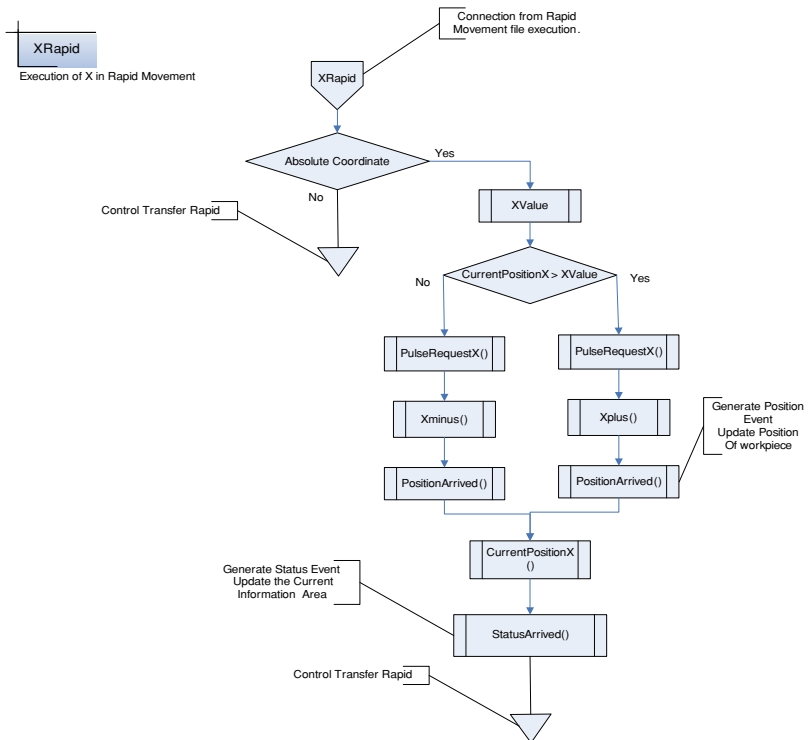 XRapid
Execution of X in Rapid Movement
Connection from Rapid
Movement file execution.
XRapid
Absolute Coordinate
Yes
No
Control Transfer Rapid
XValue
CurrentPositionX > XValue
No
Yes
PulseRequestX()
PulseRequestX()
Xminus()
Xplus()
Generate Position
Event
Update Position
Of workpiece
PositionArrived()
PositionArrived()
CurrentPositionX
()
Generate Status Event
Update the Current
Information Area
StatusArrived()
Control Transfer Rapid